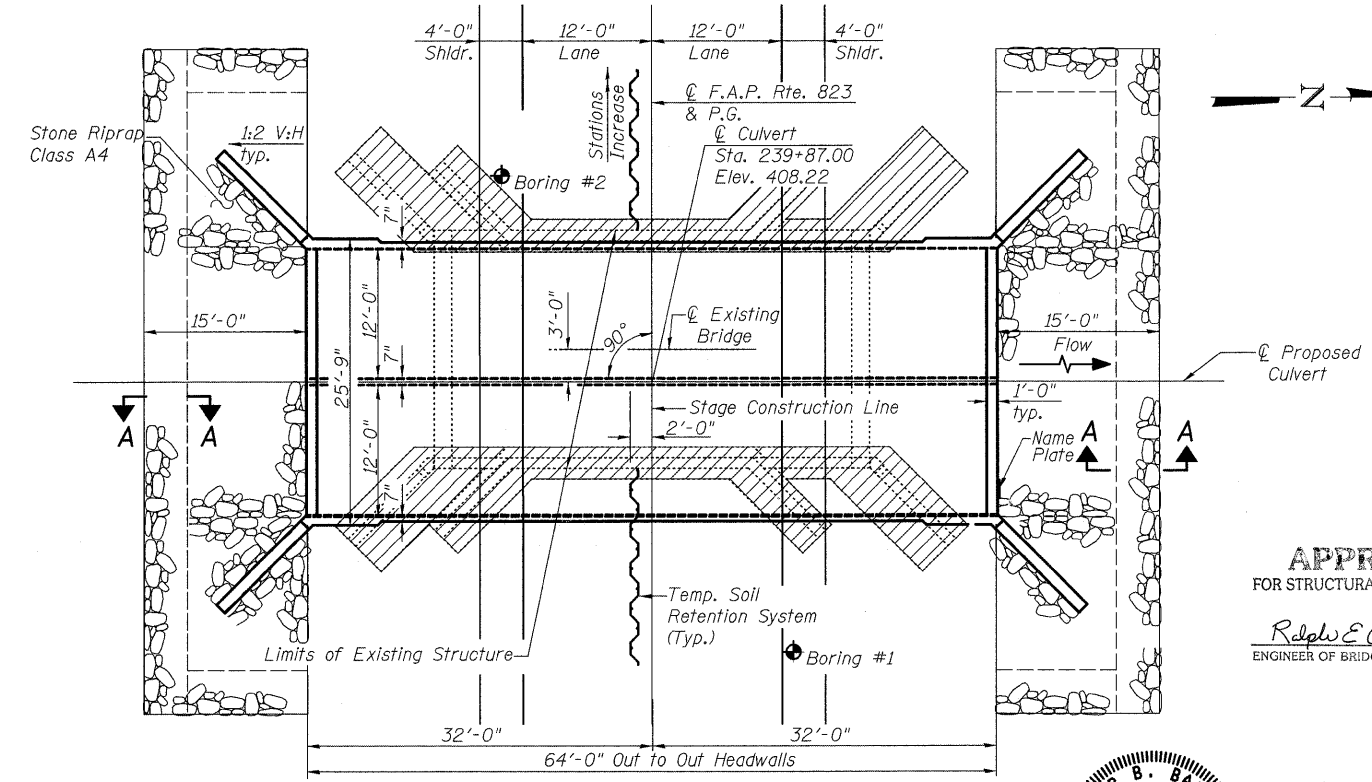 4'-0"
Shldr.
12'-0"
Lane
12'-0"
Lane
4'-0"
Shldr.
Stations
Increase
℄ F.A.P. Rte. 823
& P.G.
℄ Culvert
Sta. 239+87.00
Elev. 408.22
N
Stone Riprap
Class A4
1:2 V:H
typ.
Boring #2
7"
15'-0"
12'-0"
25'-9"
3'-0"
90°
℄ Existing
Bridge
15'-0"
Flow
℄ Proposed
Culvert
7"
1'-0"
typ.
A
A
Stage Construction Line
2'-0"
Name
Plate
A
A
12'-0"
7"
Temp. Soil
Retention System
(Typ.)
Limits of Existing Structure
Boring #1
32'-0"
32'-0"
64'-0" Out to Out Headwalls
APPR
FOR STRUCTURA
Ralph E
ENGINEER OF BRIDG
B. BA